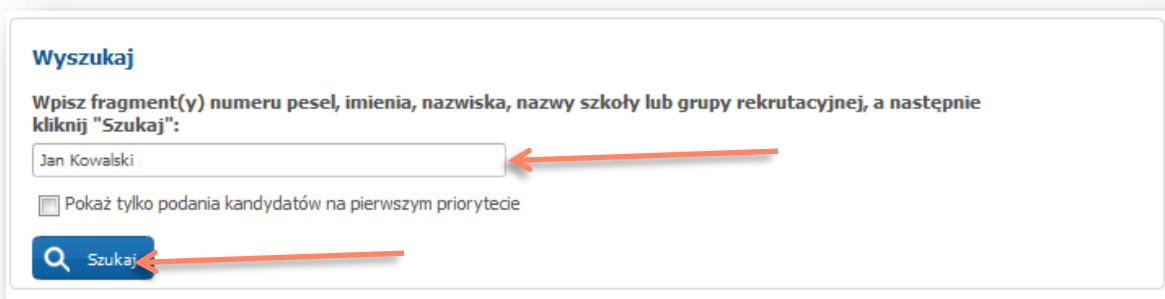 Wyszukaj
Wpisz fragment(y) numeru pesel, imienia, nazwiska, nazwy szkoły lub grupy rekrutacyjnej, a następnie
kliknij "Szukaj":
Jan Kowalski
Pokaż tylko podania kandydatów na pierwszym priorytecie
Szukaj